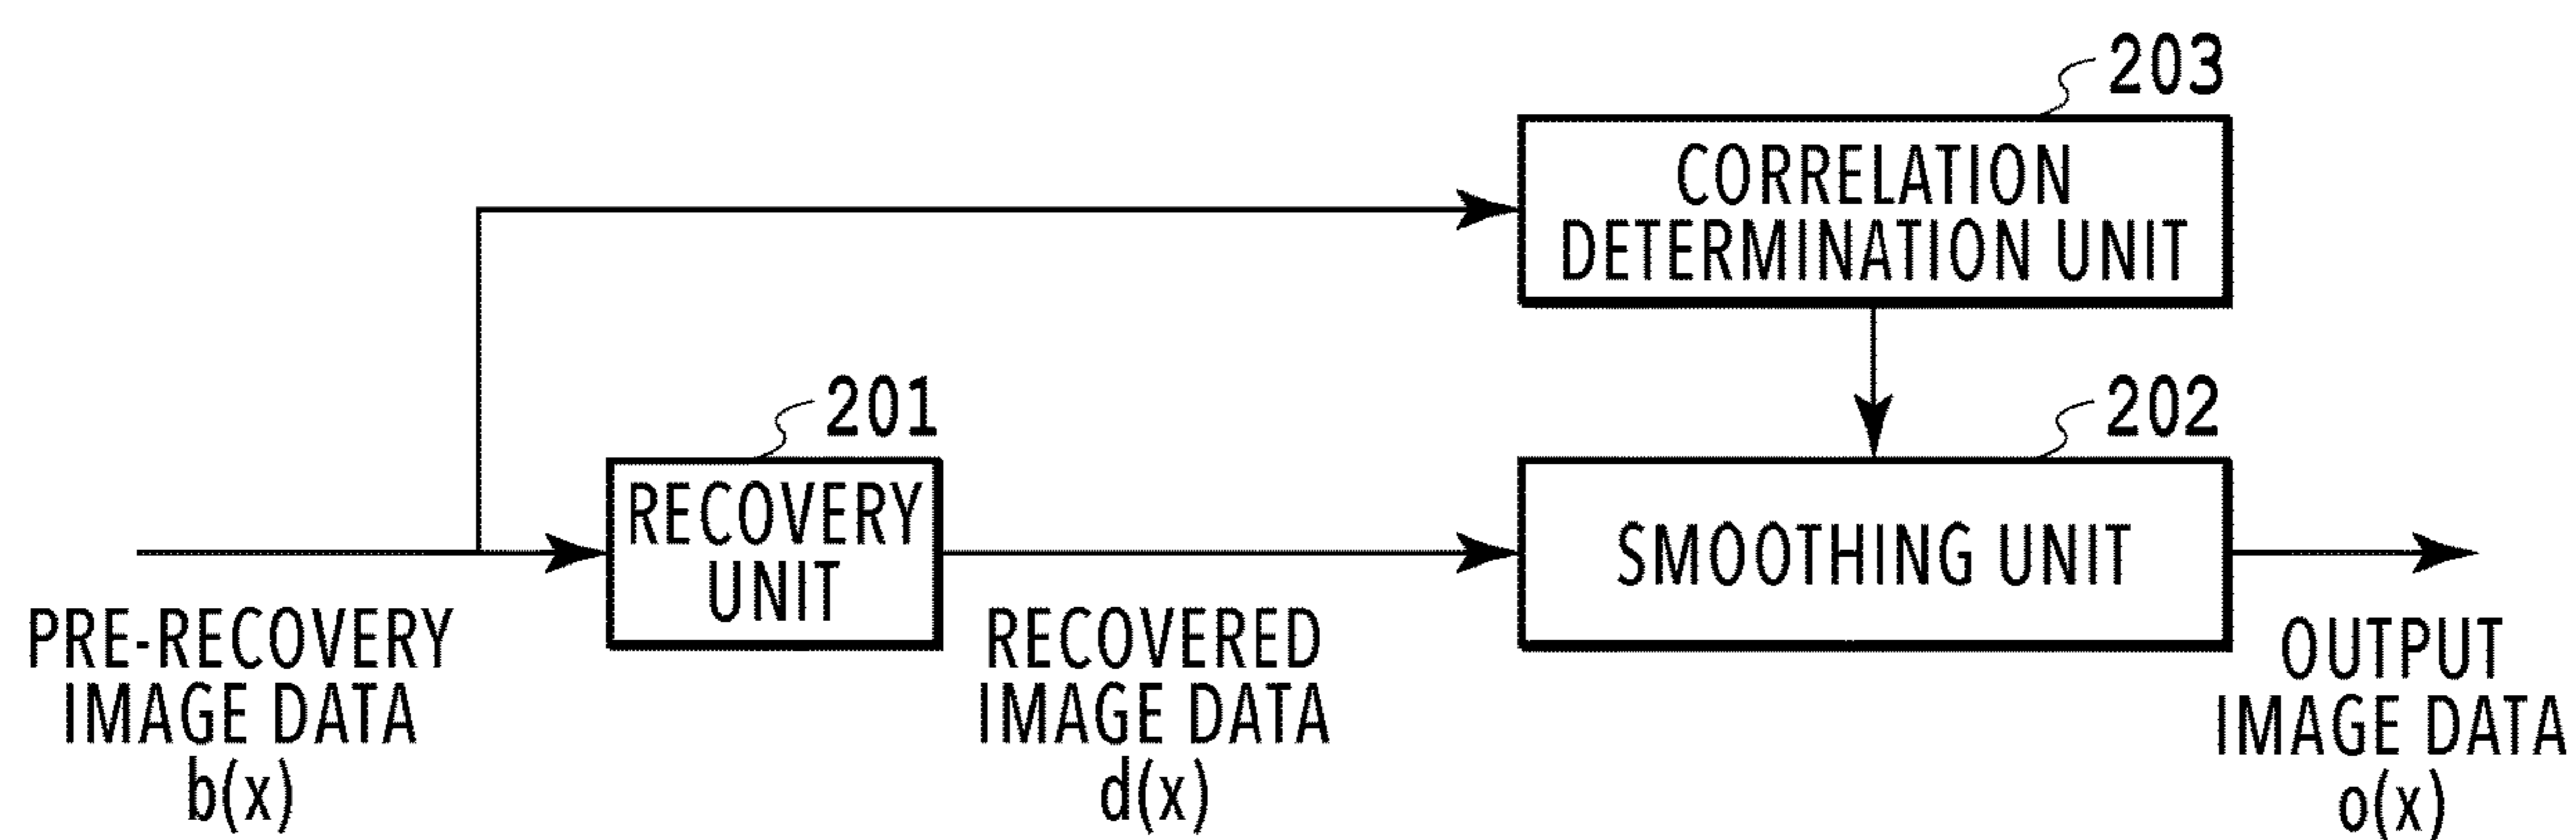 203
CORRELATION
DETERMINATION UNIT
201
202
RECOVERY
UNIT
SMOOTHING UNIT
PRE-RECOVERY
IMAGE DATA
b(x)
RECOVERED
IMAGE DATA
d(x)
OUTPUT
IMAGE DATA
o(x)